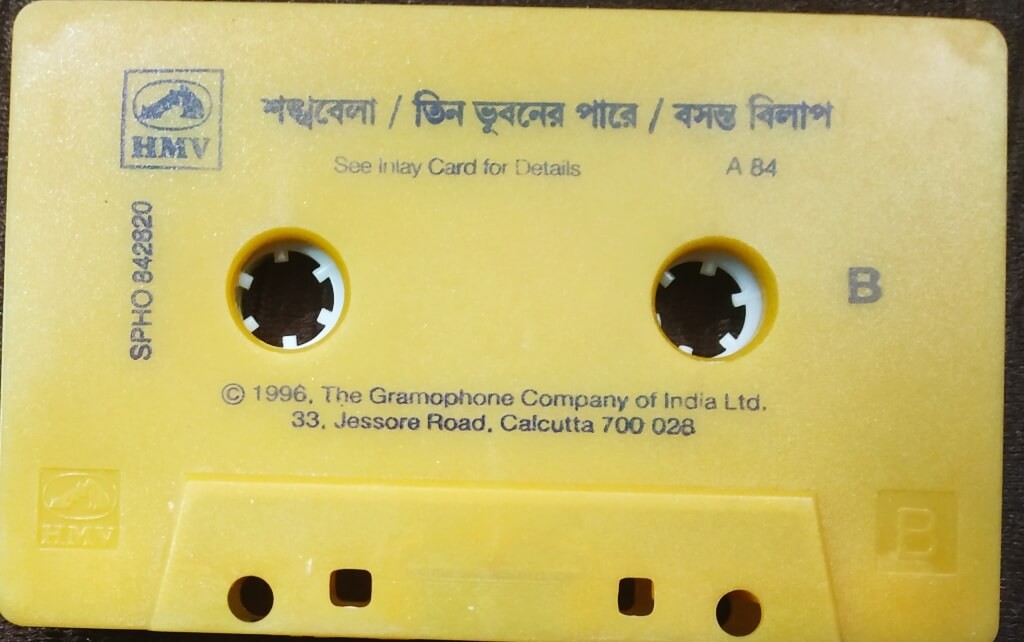 HMV
শঙ্খবেলা / তিন ভুবনের পারে / বসন্ত বিলাপ
See Inlay Card for Details A 84
SPHO 842820
B
© 1996, The Gramophone Company of India Ltd.
33, Jessore Road, Calcutta 700 028
HMV
B